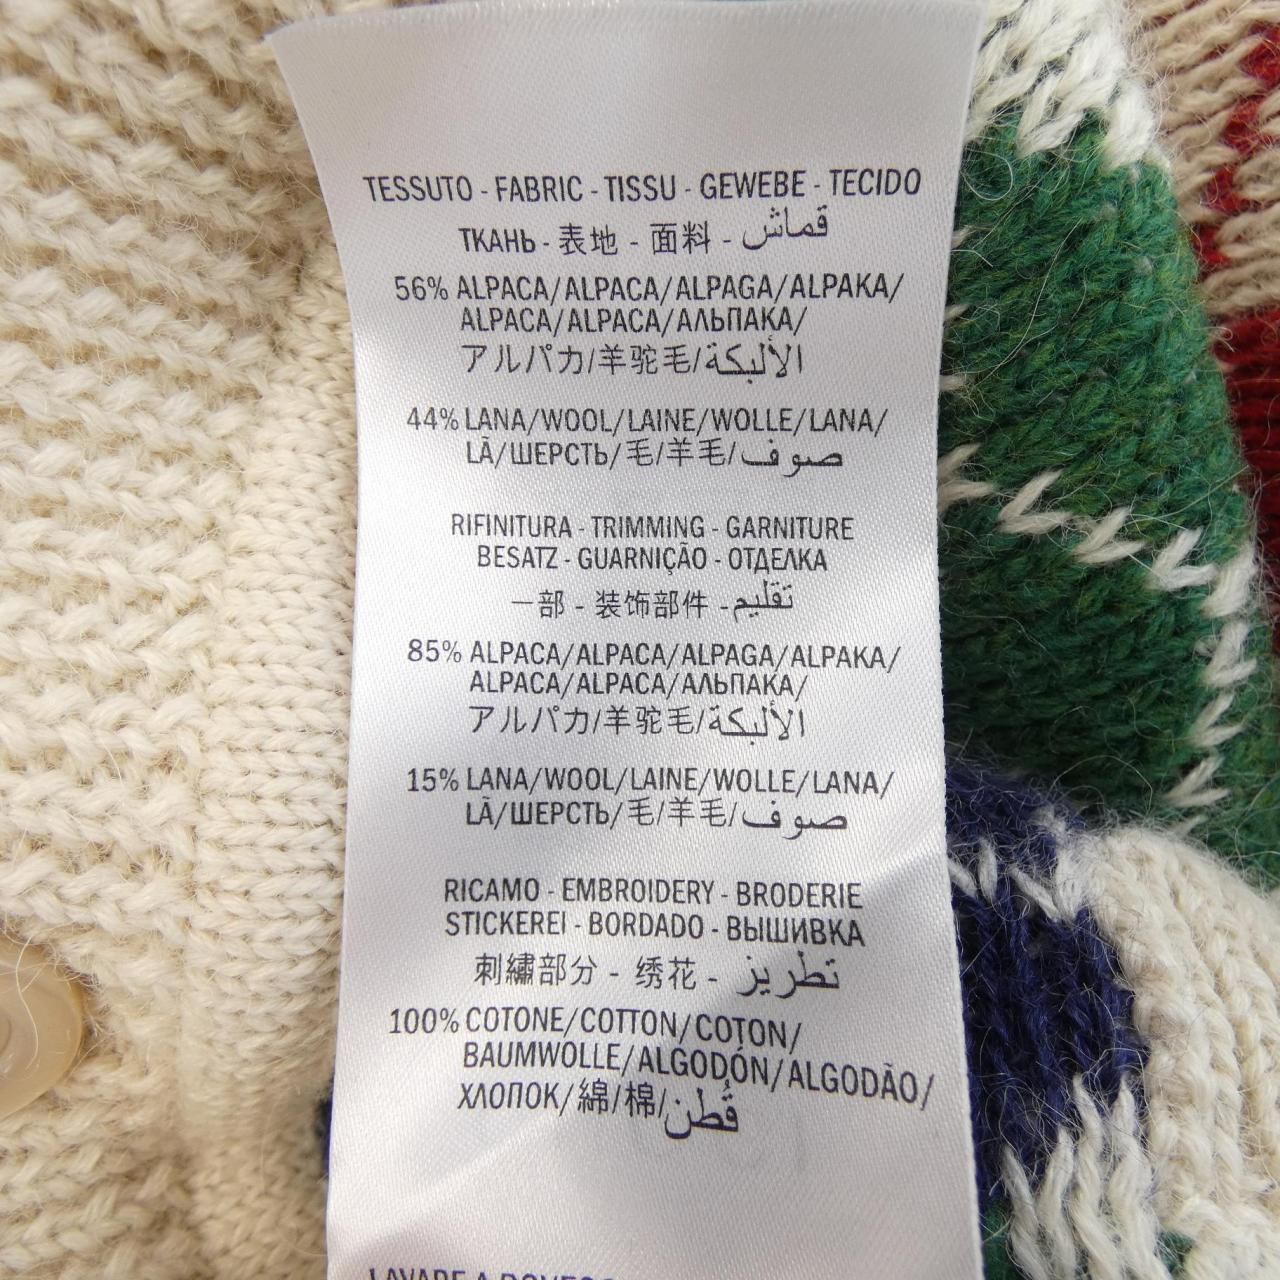 TESSUTO - FABRIC - TISSU - GEWEBE - TECIDO
ТКАНЬ - 表地 - 面料 - قماش
56% ALPACA/ALPACA/ALPAGA/ALPAKA/
ALPACA/ALPACA/АЛЬПАКА/
アルパカ/羊驼毛/الألبكة
44% LANA/WOOL/LAINE/WOLLE/LANA/
LÃ/ШЕРСТЬ/毛/羊毛/صوف
RIFINITURA - TRIMMING - GARNITURE
BESATZ - GUARNIÇÃO - ОТДЕЛКА
一部 - 装饰部件 - تقليم
85% ALPACA/ALPACA/ALPAGA/ALPAKA/
ALPACA/ALPACA/АЛЬПАКА/
アルパカ/羊驼毛/الألبكة
15% LANA/WOOL/LAINE/WOLLE/LANA/
LÃ/ШЕРСТЬ/毛/羊毛/صوف
RICAMO - EMBROIDERY - BRODERIE
STICKEREI - BORDADO - ВЫШИВКА
刺繍部分 - 绣花 - تطريز
100% COTONE/COTTON/COTON/
BAUMWOLLE/ALGODÓN/ALGODÃO/
ХЛОПОК/綿/棉/قطن
LAVARE A